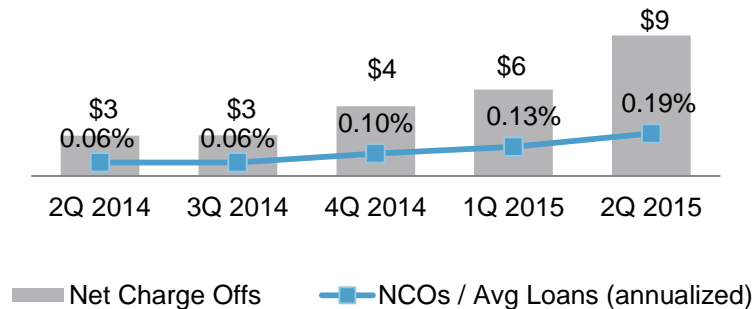 $9
$6
$4
$3
$3
0.19%
0.13%
0.10%
0.06%
0.06%
2Q 2014
3Q 2014
4Q 2014
1Q 2015
2Q 2015
Net Charge Offs
NCOs / Avg Loans (annualized)